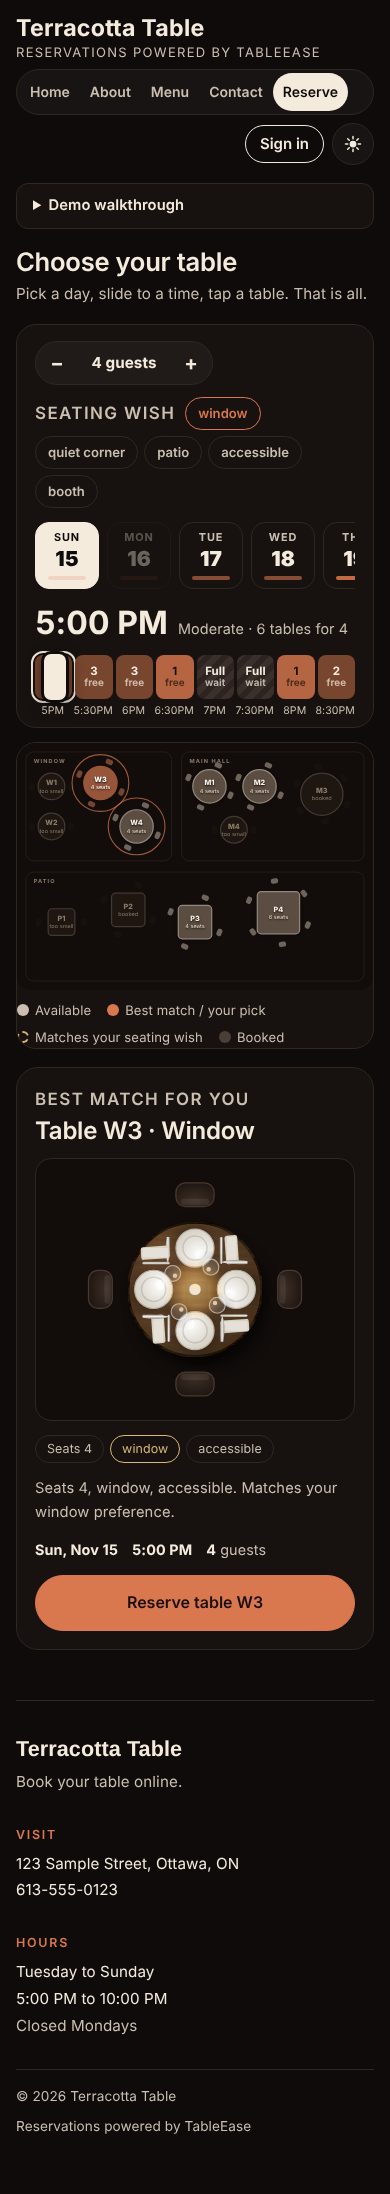 Terracotta Table
RESERVATIONS POWERED BY TABLEEASE
Home About Menu Contact Reserve
Sign in
Demo walkthrough
Choose your table
Pick a day, slide to a time, tap a table. That is all.
− 4 guests +
SEATING WISH window
quiet corner patio accessible
booth
SUN MON TUE WED TH
15 16 17 18
5:00 PM Moderate · 6 tables for 4
3 3 1 Full Full 1 2
free free free wait wait free free
5PM 5:30PM 6PM 6:30PM 7PM 7:30PM 8PM 8:30PM
WINDOW MAIN HALL
W1 too small
W3 4 seats
M1 4 seats
M2 4 seats
M3 booked
W2 too small
W4 4 seats
M4 too small
PATIO
P1 too small
P2 booked
P3 4 seats
P4 6 seats
Available Best match / your pick
Matches your seating wish Booked
BEST MATCH FOR YOU
Table W3 · Window
Seats 4 window accessible
Seats 4, window, accessible. Matches your
window preference.
Sun, Nov 15 5:00 PM 4 guests
Reserve table W3
Terracotta Table
Book your table online.
VISIT
123 Sample Street, Ottawa, ON
613-555-0123
HOURS
Tuesday to Sunday
5:00 PM to 10:00 PM
Closed Mondays
© 2026 Terracotta Table
Reservations powered by TableEase